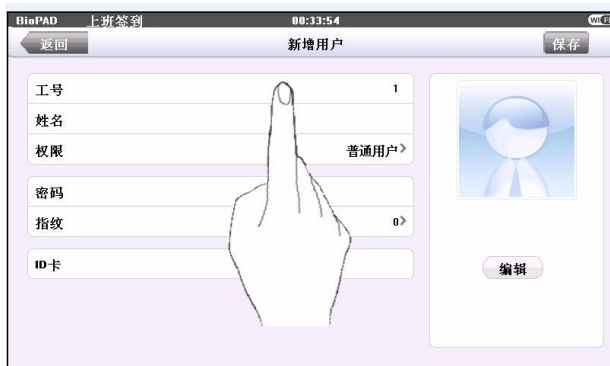 BioPAD 上班签到 00:33:54 WIFI
返回 新增用户 保存
工号 1
姓名
权限 普通用户>
密码
指纹 0>
ID卡
编辑